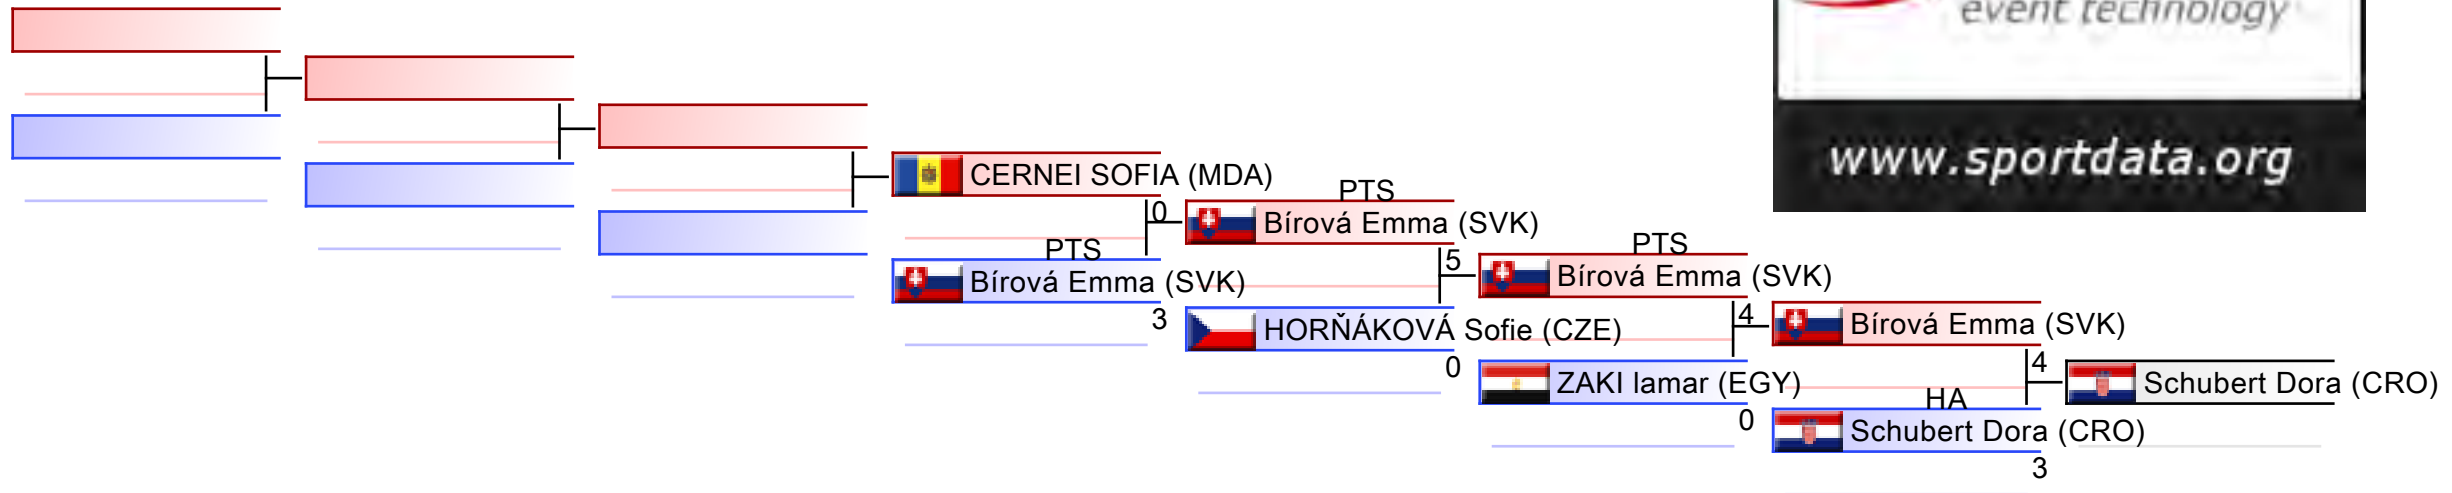 event technology
www.sportdata.org
CERNEI SOFIA (MDA)
0
PTS
Bírová Emma (SVK)
3
PTS
Bírová Emma (SVK)
5
HORŇÁKOVÁ Sofie (CZE)
0
PTS
Bírová Emma (SVK)
4
ZAKI lamar (EGY)
0
Bírová Emma (SVK)
4
HA
Schubert Dora (CRO)
3
Schubert Dora (CRO)